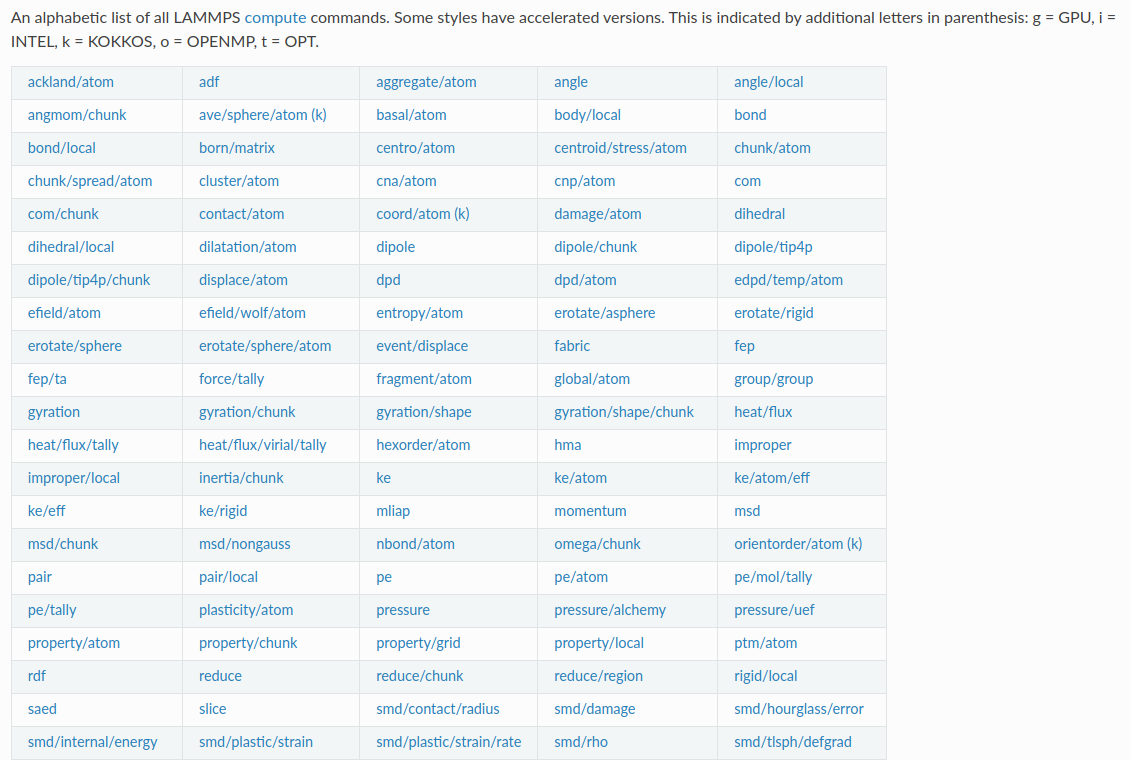 An alphabetic list of all LAMMPS compute commands. Some styles have accelerated versions. This is indicated by additional letters in parenthesis: g = GPU, i =
INTEL, k = KOKKOS, o = OPENMP, t = OPT.
ackland/atom adf aggregate/atom angle angle/local
angmom/chunk ave/sphere/atom (k) basal/atom body/local bond
bond/local born/matrix centro/atom centroid/stress/atom chunk/atom
chunk/spread/atom cluster/atom cna/atom cnp/atom com
com/chunk contact/atom coord/atom (k) damage/atom dihedral
dihedral/local dilatation/atom dipole dipole/chunk dipole/tip4p
dipole/tip4p/chunk displace/atom dpd dpd/atom edpd/temp/atom
efield/atom efield/wolf/atom entropy/atom erotate/asphere erotate/rigid
erotate/sphere erotate/sphere/atom event/displace fabric fep
fep/ta force/tally fragment/atom global/atom group/group
gyration gyration/chunk gyration/shape gyration/shape/chunk heat/flux
heat/flux/tally heat/flux/virial/tally hexorder/atom hma improper
improper/local inertia/chunk ke ke/atom ke/atom/eff
ke/eff ke/rigid mliap momentum msd
msd/chunk msd/nongauss nbond/atom omega/chunk orientorder/atom (k)
pair pair/local pe pe/atom pe/mol/tally
pe/tally plasticity/atom pressure pressure/alchemy pressure/uef
property/atom property/chunk property/grid property/local ptm/atom
rdf reduce reduce/chunk reduce/region rigid/local
saed slice smd/contact/radius smd/damage smd/hourglass/error
smd/internal/energy smd/plastic/strain smd/plastic/strain/rate smd/rho smd/tlsph/defgrad